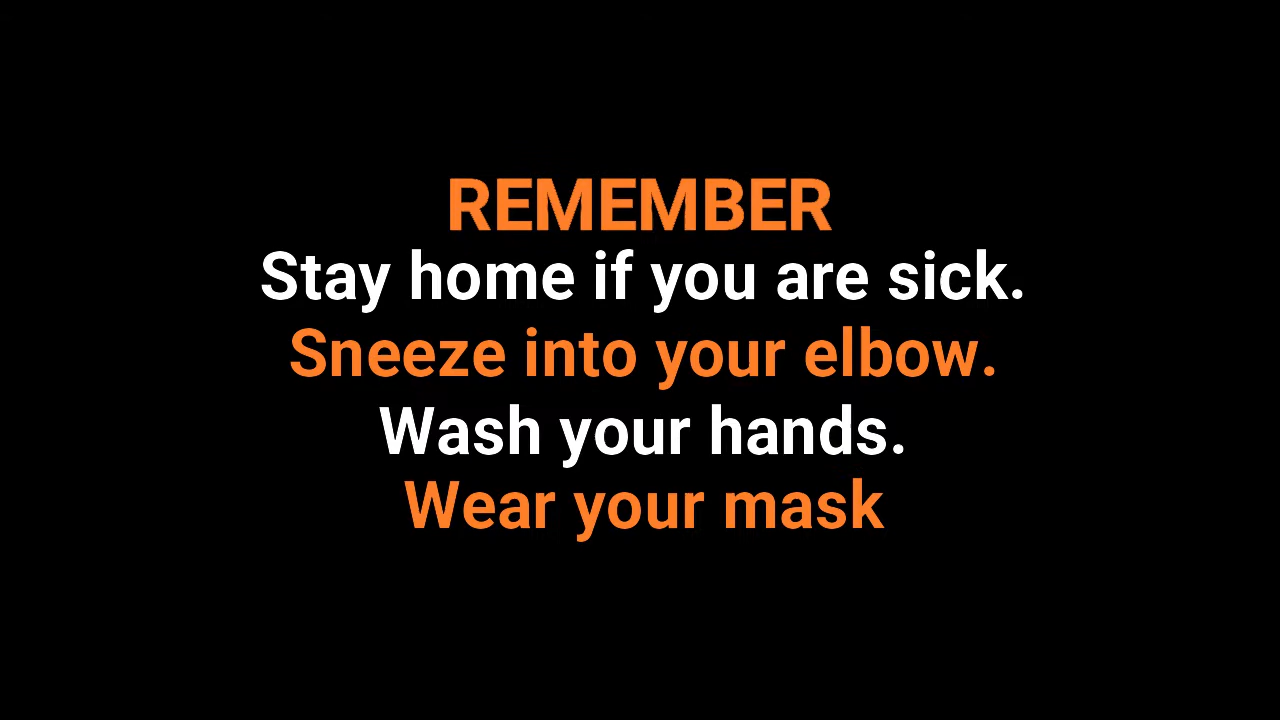 REMEMBER
Stay home if you are sick.
Sneeze into your elbow.
Wash your hands.
Wear your mask